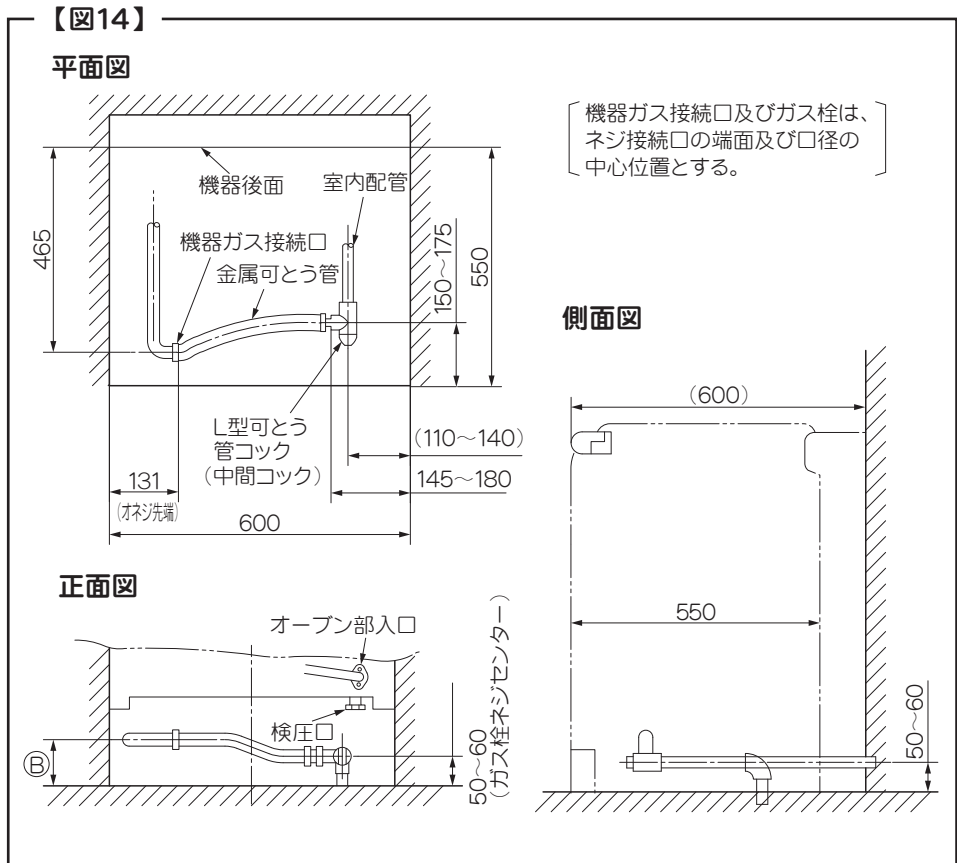 【図14】
平面図
機器ガス接続口及びガス栓は、
ネジ接続口の端面及び口径の
中心位置とする。
機器後面
室内配管
機器ガス接続口
金属可とう管
465
150〜175
550
L型可とう
管コック
(中間コック)
(110〜140)
145〜180
131
(オネジ先端)
600
側面図
(600)
550
50〜60
正面図
オーブン部入口
検圧口
Ⓑ
50〜60
(ガス栓ネジセンター)